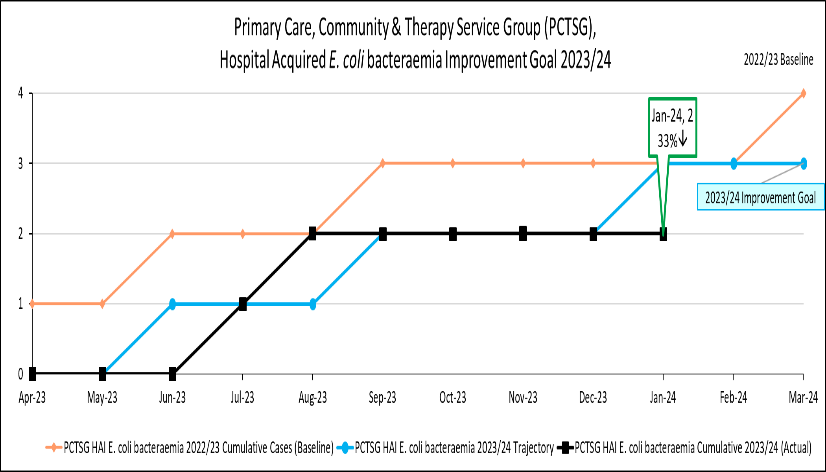 Primary Care, Community & Therapy Service Group (PCTSG),
Hospital Acquired E. coli bacteraemia Improvement Goal 2023/24
2022/23 Baseline
4
Jan-24, 2
33%↓
3
2023/24 Improvement Goal
2
1
0
Apr-23 May-23 Jun-23 Jul-23 Aug-23 Sep-23 Oct-23 Nov-23 Dec-23 Jan-24 Feb-24 Mar-24
PCTSG HAI E. coli bacteraemia 2022/23 Cumulative Cases (Baseline) PCTSG HAI E. coli bacteraemia 2023/24 Trajectory PCTSG HAI E. coli bacteraemia Cumulative 2023/24 (Actual)